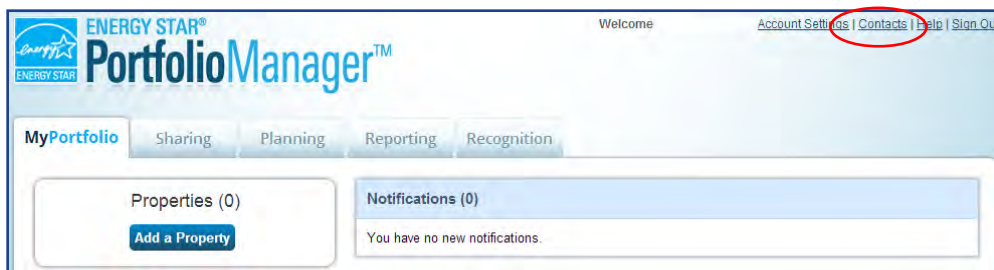 ENERGY STAR®
PortfolioManager™
energy
ENERGY STAR
Welcome
Account Settings | Contacts | Help | Sign Ou
MyPortfolio
Sharing
Planning
Reporting
Recognition
Properties (0)
Add a Property
Notifications (0)
You have no new notifications.